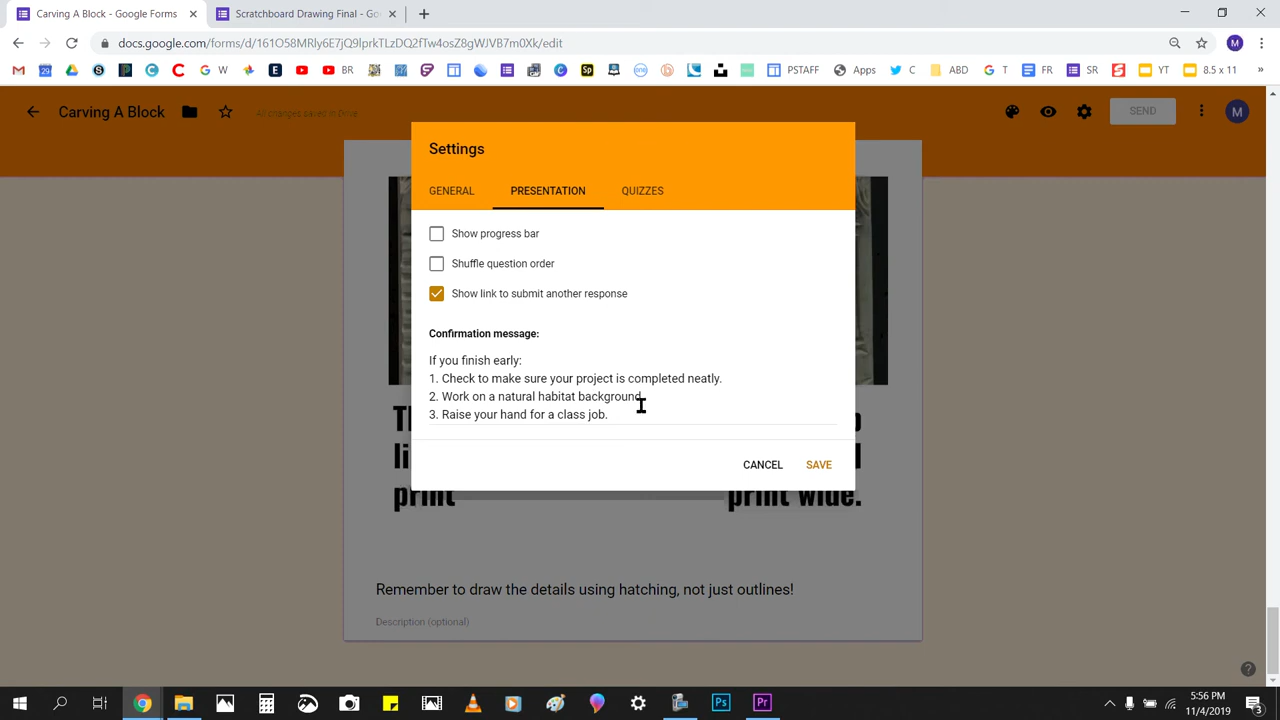 Carving A Block - Google Forms
Scratchboard Drawing Final - Go
docs.google.com/forms/d/161O58MRly6E7jQ9lprkTLzDQ2fTw4osZ8gWJVB7m0Xk/edit
G W BR PSTAFF Apps C ABD G T FR SR YT 8.5 x 11 »
Carving A Block All changes saved in Drive SEND M
Settings
GENERAL PRESENTATION QUIZZES
Show progress bar
Shuffle question order
Show link to submit another response
Confirmation message:
If you finish early:
1. Check to make sure your project is completed neatly.
2. Work on a natural habitat background.
3. Raise your hand for a class job.
CANCEL SAVE
print print wide.
Remember to draw the details using hatching, not just outlines!
Description (optional)
5:56 PM
11/4/2019